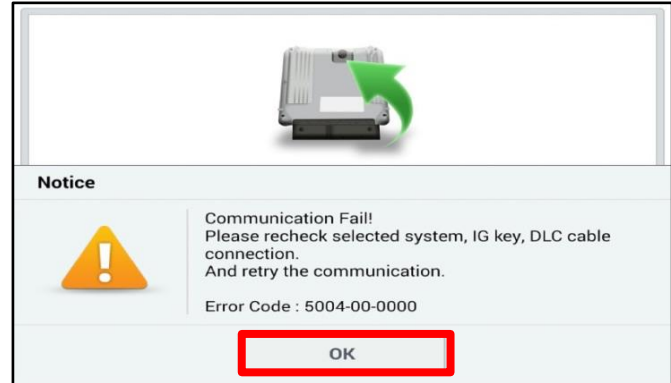 Notice
Communication Fail!
Please recheck selected system, IG key, DLC cable
connection.
And retry the communication.
Error Code : 5004-00-0000
OK